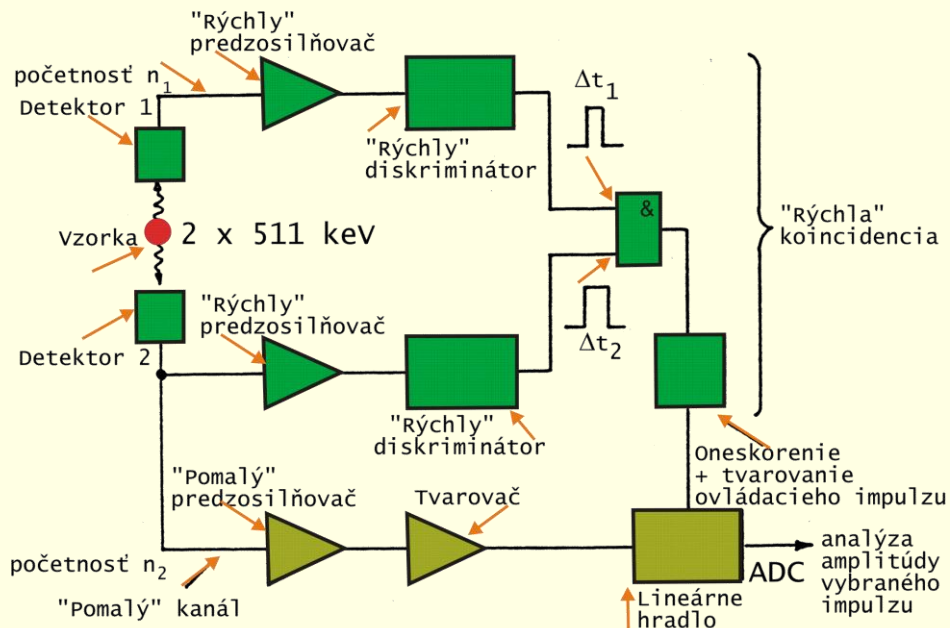 "Rýchly"
predzosilňovač
početnosť n1
Detektor 1
"Rýchly"
diskriminátor
Δt1
&
"Rýchla"
koincidencia
Vzorka
2 x 511 keV
Δt2
"Rýchly"
predzosilňovač
Detektor 2
"Rýchly"
diskriminátor
Oneskorenie
+ tvarovanie
ovládacieho impulzu
"Pomalý"
predzosilňovač
Tvarovač
početnosť n2
"Pomalý" kanál
Lineárne
hradlo
ADC
analýza
amplitúdy
vybraného
impulzu